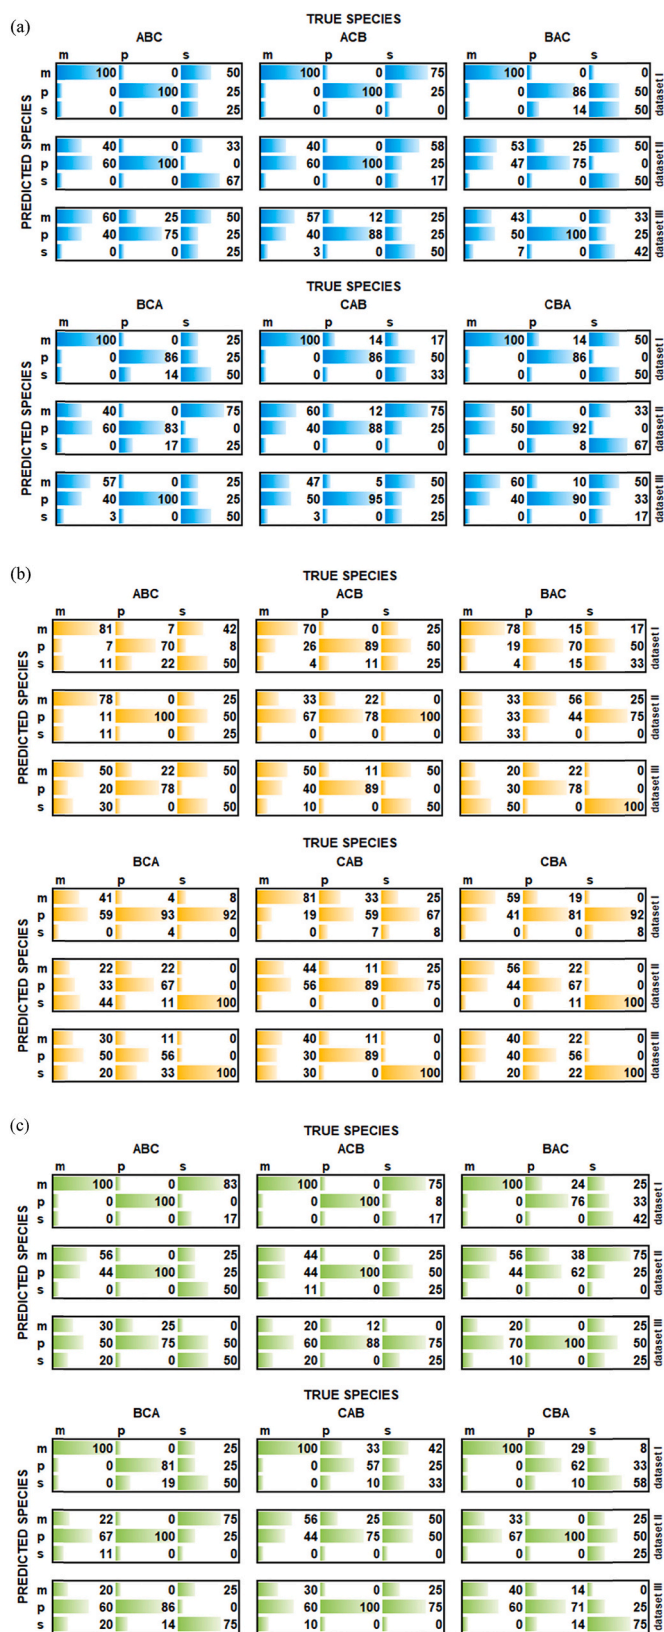 (a)
TRUE SPECIES
ABC ACB BAC
m p s m p s m p s
m 100 0 50 100 0 75 100 0 0
p 0 100 25 0 100 25 0 86 50
s 0 0 25 0 0 0 0 14 50
dataset I
m 40 0 33 40 0 58 53 25 50
p 60 100 0 60 100 25 47 75 0
s 0 0 67 0 0 17 0 0 50
dataset II
m 60 25 50 57 12 25 43 0 33
p 40 75 25 40 88 25 50 100 25
s 0 0 25 3 0 50 7 0 42
dataset III
PREDICTED SPECIES
TRUE SPECIES
BCA CAB CBA
m p s m p s m p s
m 100 0 25 100 14 17 100 14 50
p 0 86 25 0 86 50 0 86 0
s 0 14 50 0 0 33 0 0 50
dataset I
m 40 0 75 60 12 75 50 0 33
p 60 83 0 40 88 25 50 92 0
s 0 17 25 0 0 0 0 8 67
dataset II
m 57 0 25 47 5 50 60 10 50
p 40 100 25 50 95 25 40 90 33
s 3 0 50 3 0 25 0 0 17
dataset III
PREDICTED SPECIES
(b)
TRUE SPECIES
ABC ACB BAC
m p s m p s m p s
m 81 7 42 70 0 25 78 15 17
p 7 70 8 26 89 50 19 70 50
s 11 22 50 4 11 25 4 15 33
dataset I
m 78 0 25 33 22 0 33 56 25
p 11 100 50 67 78 100 33 44 75
s 11 0 25 0 0 0 33 0 0
dataset II
m 50 22 50 50 11 50 20 22 0
p 20 78 0 40 89 0 30 78 0
s 30 0 50 10 0 50 50 0 100
dataset III
PREDICTED SPECIES
TRUE SPECIES
BCA CAB CBA
m p s m p s m p s
m 41 4 8 81 33 25 59 19 0
p 59 93 92 19 59 67 41 81 92
s 0 4 0 0 7 8 0 0 8
dataset I
m 22 22 0 44 11 25 56 22 0
p 33 67 0 56 89 75 44 67 0
s 44 11 100 0 0 0 0 11 100
dataset II
m 30 11 0 40 11 0 40 22 0
p 50 56 0 30 89 0 40 56 0
s 20 33 100 30 0 100 20 22 100
dataset III
PREDICTED SPECIES
(c)
TRUE SPECIES
ABC ACB BAC
m p s m p s m p s
m 100 0 83 100 0 75 100 24 25
p 0 100 0 0 100 8 0 76 33
s 0 0 17 0 0 17 0 0 42
dataset I
m 56 0 25 44 0 25 56 38 75
p 44 100 25 44 100 50 44 62 25
s 0 0 50 11 0 25 0 0 0
dataset II
m 30 25 0 20 12 0 20 0 25
p 50 75 50 60 88 75 70 100 50
s 20 0 50 20 0 25 10 0 25
dataset III
PREDICTED SPECIES
TRUE SPECIES
BCA CAB CBA
m p s m p s m p s
m 100 0 25 100 33 42 100 29 8
p 0 81 25 0 57 25 0 62 33
s 0 19 50 0 10 33 0 10 58
dataset I
m 22 0 75 56 25 50 33 0 25
p 67 100 25 44 75 50 67 100 50
s 11 0 0 0 0 0 0 0 25
dataset II
m 20 0 25 30 0 25 40 14 0
p 60 86 0 60 100 75 60 71 25
s 20 14 75 10 0 0 0 14 75
dataset III
PREDICTED SPECIES